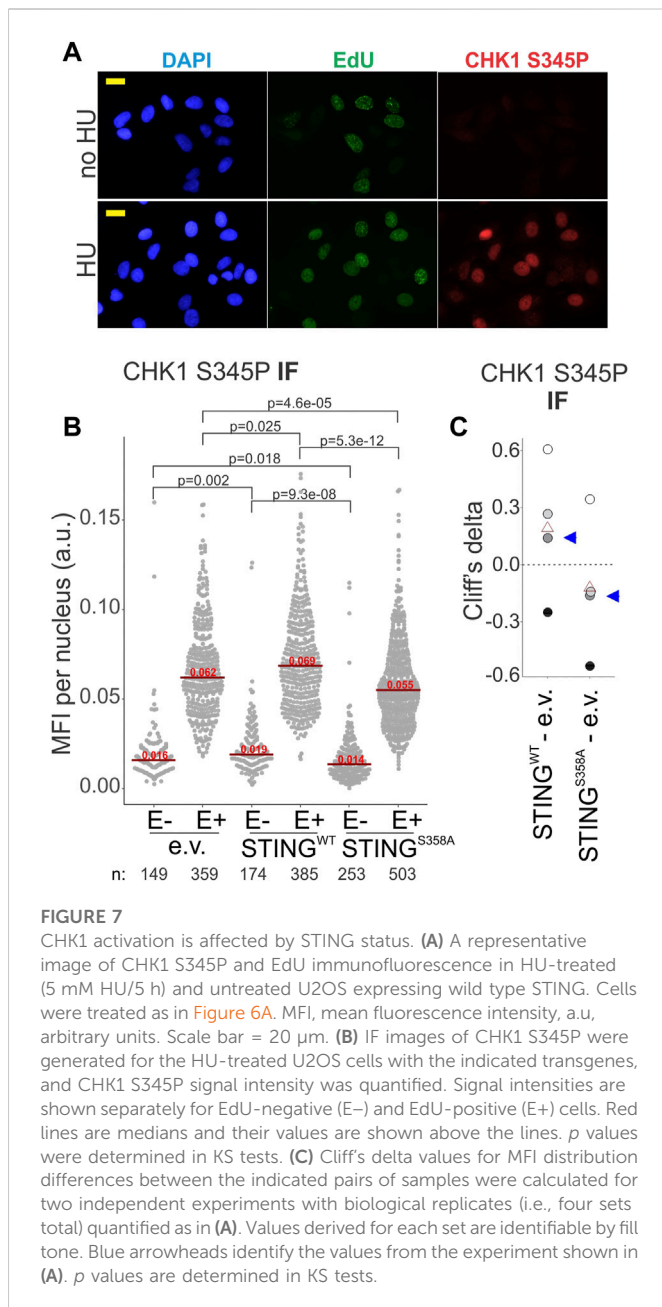 A
DAPI EdU CHK1 S345P
no HU
HU
CHK1 S345P IF
B
p=4.6e-05
p=0.025
p=5.3e-12
p=0.018
p=0.002
p=9.3e-08
MFI per nucleus (a.u.)
0.15
0.10
0.05
0.00
0.016
0.062
0.019
0.069
0.014
0.055
E- E+ E- E+ E- E+
e.v. STINGWT STINGS358A
n: 149 359 174 385 253 503
CHK1 S345P
IF
C
Cliff's delta
0.6
0.3
0.0
-0.3
-0.6
STINGWT - e.v.
STINGS358A - e.v.
FIGURE 7
CHK1 activation is affected by STING status. (A) A representative
image of CHK1 S345P and EdU immunofluorescence in HU-treated
(5 mM HU/5 h) and untreated U2OS expressing wild type STING. Cells
were treated as in Figure 6A. MFI, mean fluorescence intensity, a.u,
arbitrary units. Scale bar = 20 µm. (B) IF images of CHK1 S345P were
generated for the HU-treated U2OS cells with the indicated transgenes,
and CHK1 S345P signal intensity was quantified. Signal intensities are
shown separately for EdU-negative (E−) and EdU-positive (E+) cells. Red
lines are medians and their values are shown above the lines. p values
were determined in KS tests. (C) Cliff's delta values for MFI distribution
differences between the indicated pairs of samples were calculated for
two independent experiments with biological replicates (i.e., four sets
total) quantified as in (A). Values derived for each set are identifiable by fill
tone. Blue arrowheads identify the values from the experiment shown in
(A). p values are determined in KS tests.